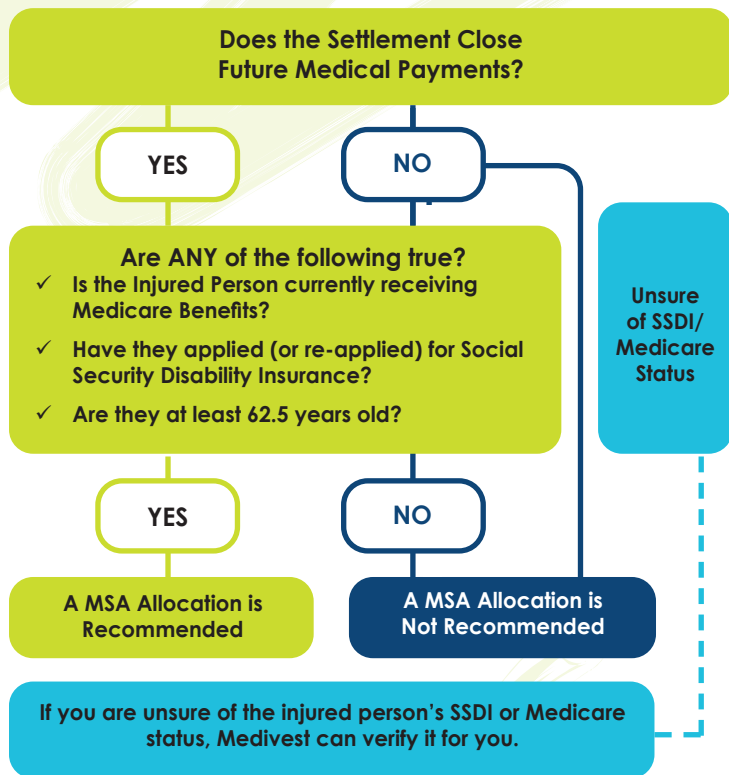 Does the Settlement Close
Future Medical Payments?
YES
NO
Are ANY of the following true?
✓ Is the Injured Person currently receiving
Medicare Benefits?
✓ Have they applied (or re-applied) for Social
Security Disability Insurance?
✓ Are they at least 62.5 years old?
Unsure
of SSDI/
Medicare
Status
YES
NO
A MSA Allocation is
Recommended
A MSA Allocation is
Not Recommended
If you are unsure of the injured person’s SSDI or Medicare
status, Medivest can verify it for you.